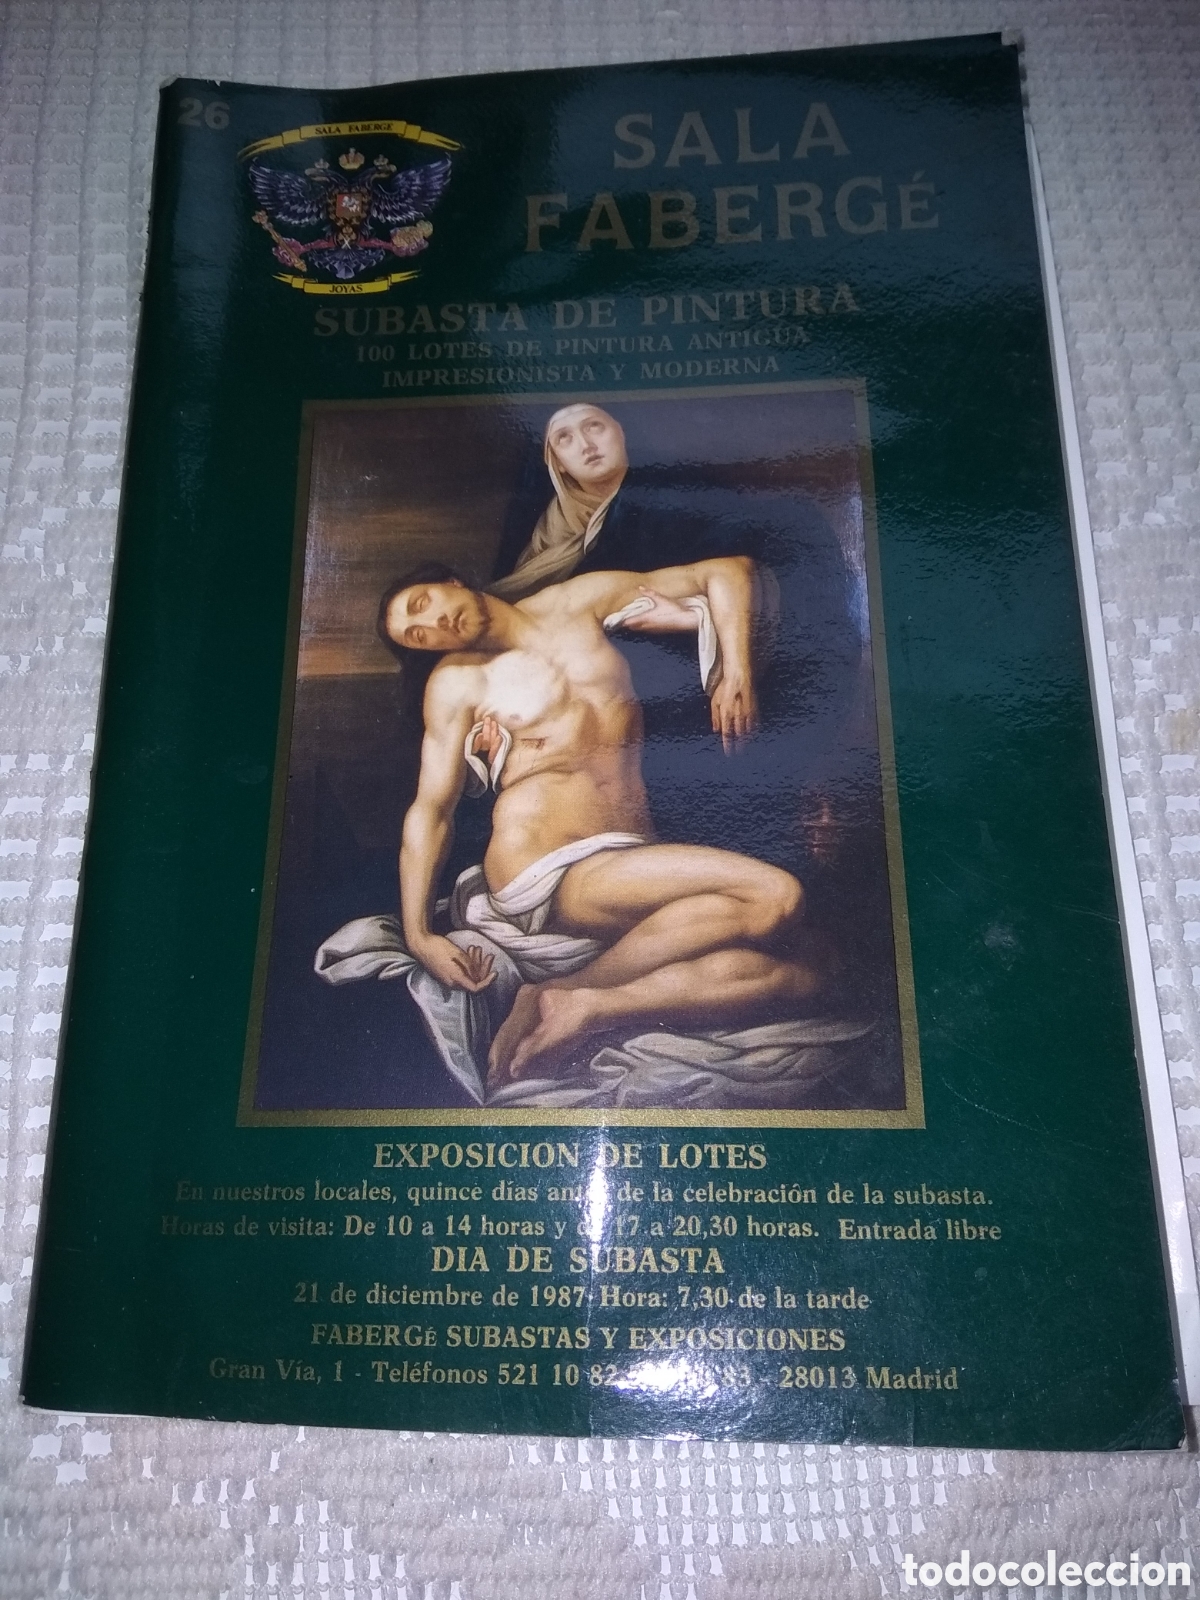 26
SALA FABERGE
JOYAS
SALA
FABERGÉ
SUBASTA DE PINTURA
100 LOTES DE PINTURA ANTIGUA
IMPRESIONISTA Y MODERNA
EXPOSICION DE LOTES
En nuestros locales, quince días de la celebración de la subasta.
Horas de visita: De 10 a 14 horas y de 17 a 20,30 horas. Entrada libre
DIA DE SUBASTA
21 de diciembre de 1987. Hora: 7,30 de la tarde
FABERGé SUBASTAS Y EXPOSICIONES
Gran Vía, 1 - Teléfonos 521 10 82 83 - 28013 Madrid
todocoleccion